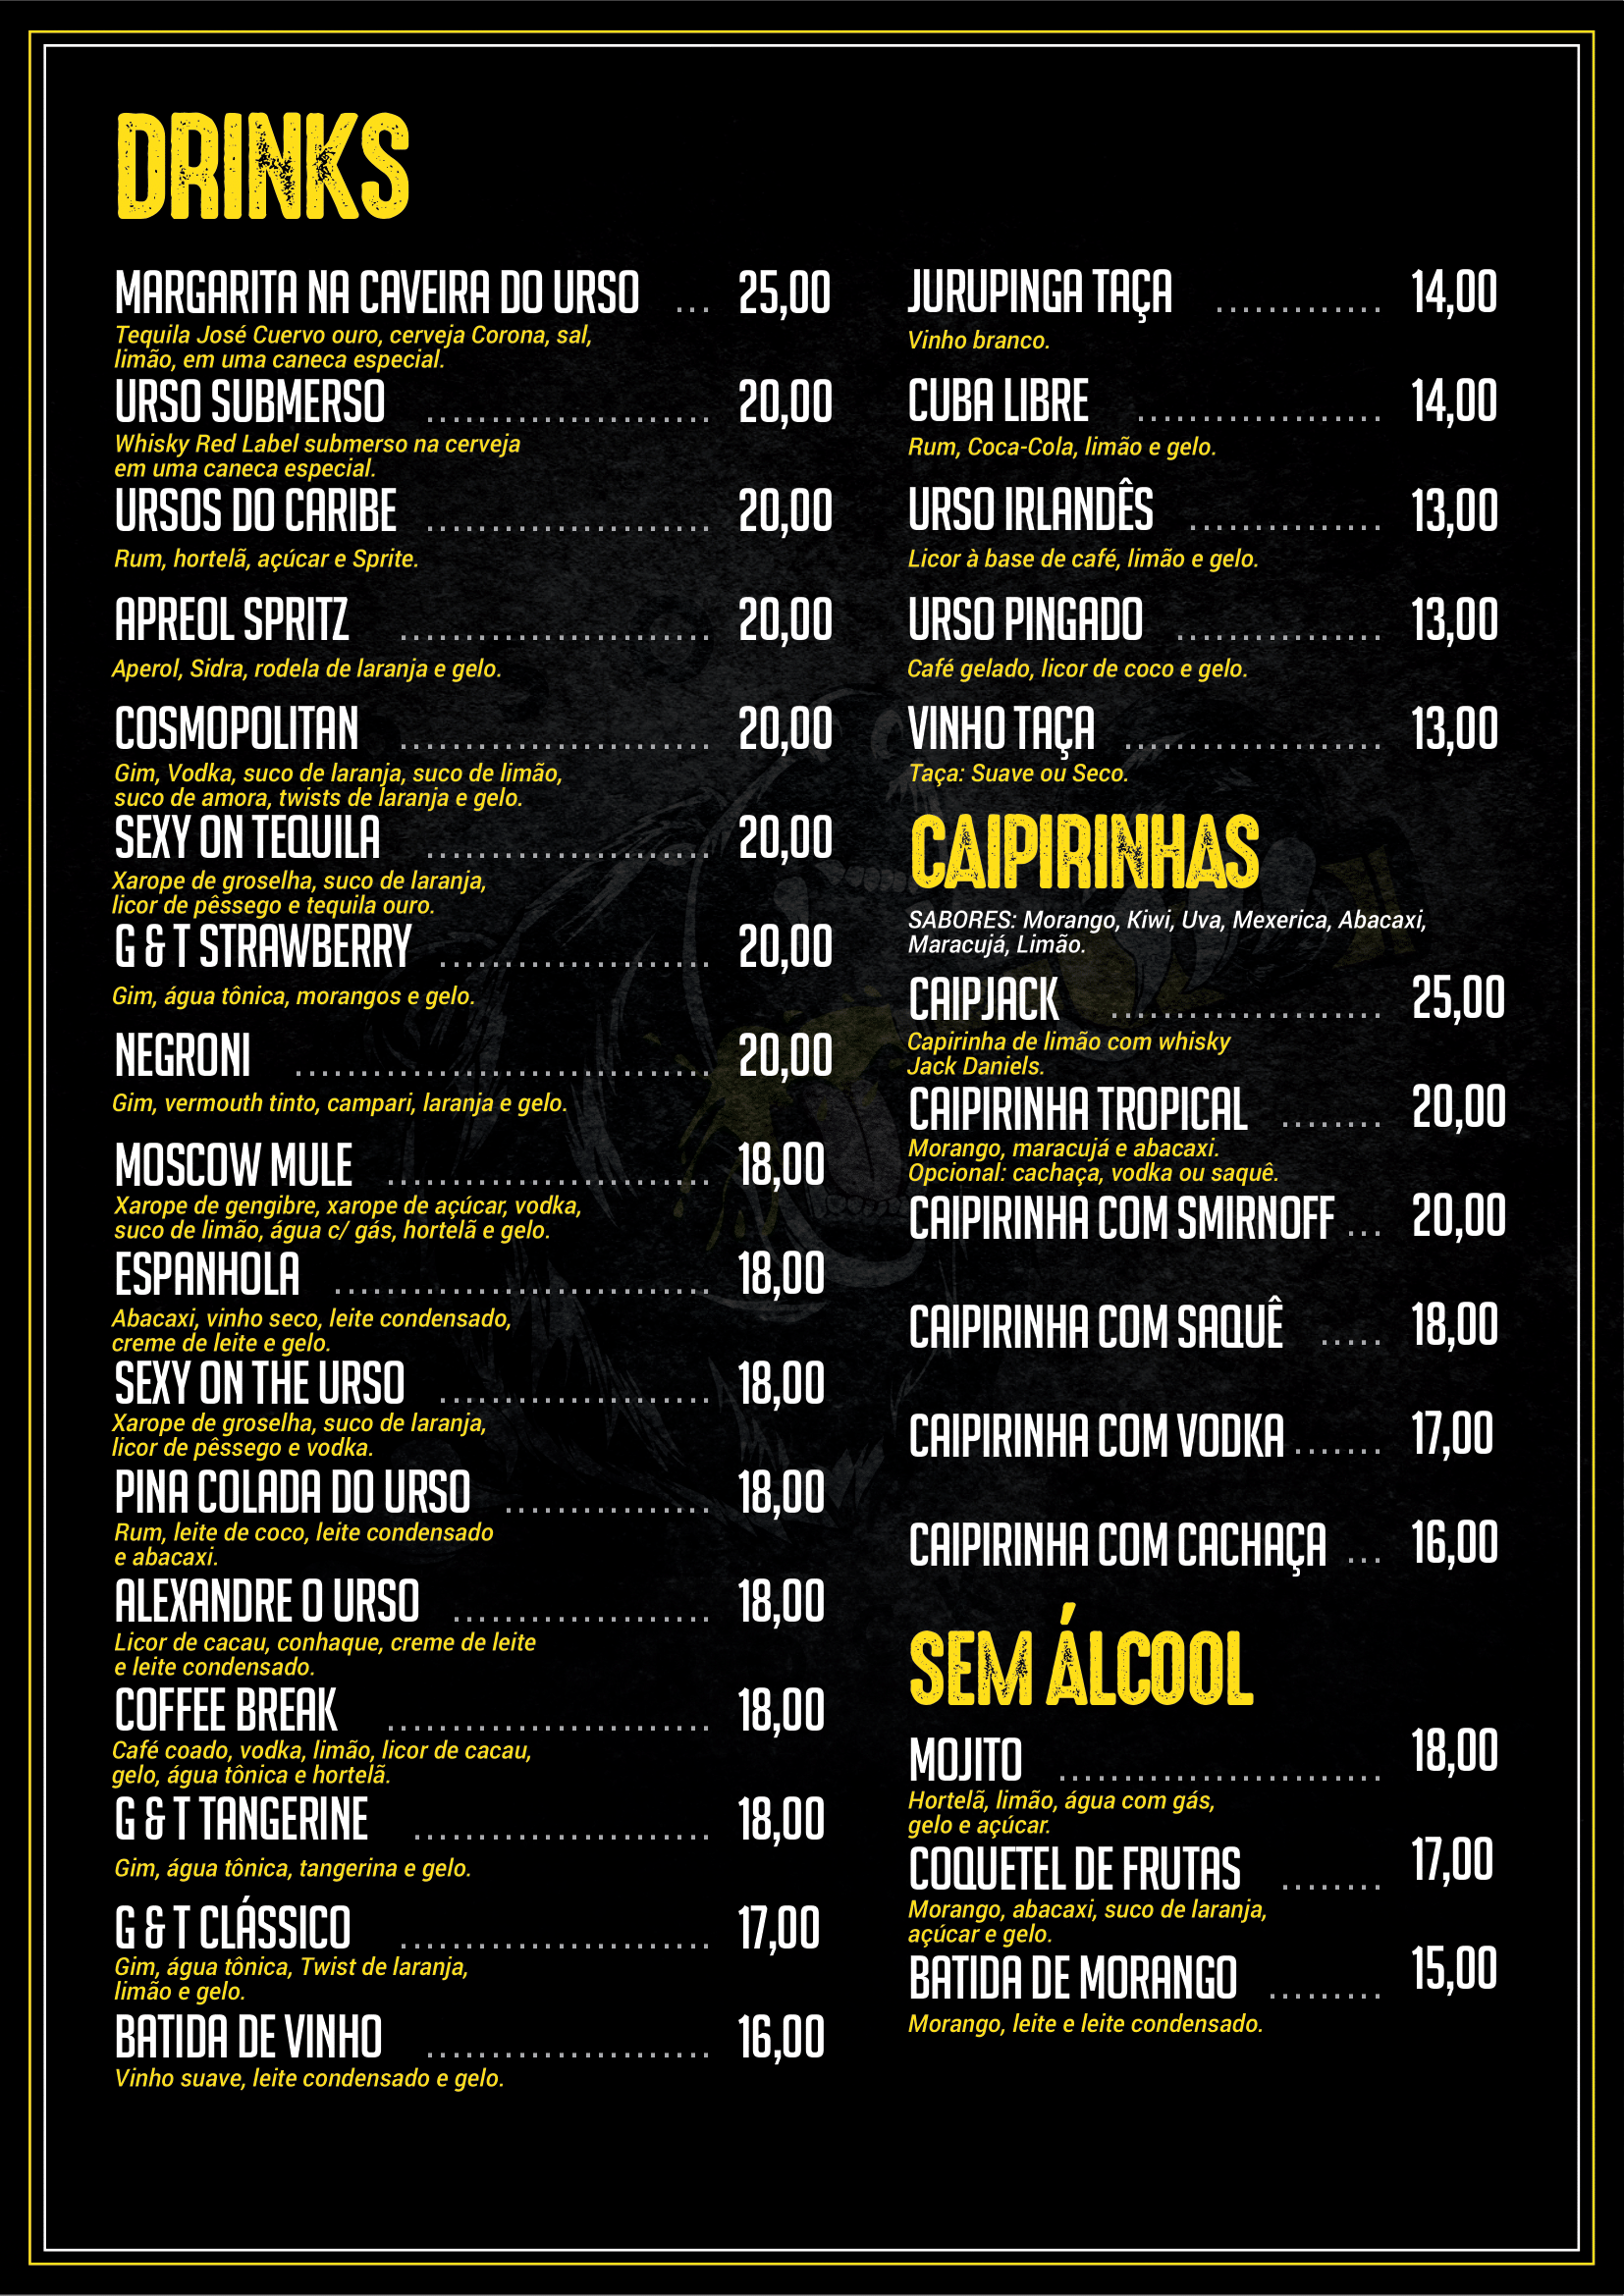 DRINKS
MARGARITA NA CAVEIRA DO URSO ... 25,00
Tequila José Cuervo ouro, cerveja Corona, sal,
limão, em uma caneca especial.
URSO SUBMERSO ...................... 20,00
Whisky Red Label submerso na cerveja
em uma caneca especial.
URSOS DO CARIBE ...................... 20,00
Rum, hortelã, açúcar e Sprite.
APREOL SPRITZ ........................ 20,00
Aperol, Sidra, rodela de laranja e gelo.
COSMOPOLITAN ........................ 20,00
Gim, Vodka, suco de laranja, suco de limão,
suco de amora, twists de laranja e gelo.
SEXY ON TEQUILA ...................... 20,00
Xarope de groselha, suco de laranja,
licor de pêssego e tequila ouro.
G & T STRAWBERRY ..................... 20,00
Gim, água tônica, morangos e gelo.
NEGRONI ................................ 20,00
Gim, vermouth tinto, campari, laranja e gelo.
MOSCOW MULE ......................... 18,00
Xarope de gengibre, xarope de açúcar, vodka,
suco de limão, água c/ gás, hortelã e gelo.
ESPANHOLA ............................. 18,00
Abacaxi, vinho seco, leite condensado,
creme de leite e gelo.
SEXY ON THE URSO ..................... 18,00
Xarope de groselha, suco de laranja,
licor de pêssego e vodka.
PINA COLADA DO URSO ................ 18,00
Rum, leite de coco, leite condensado
e abacaxi.
ALEXANDRE O URSO .................... 18,00
Licor de cacau, conhaque, creme de leite
e leite condensado.
COFFEE BREAK ......................... 18,00
Café coado, vodka, limão, licor de cacau,
gelo, água tônica e hortelã.
G & T TANGERINE ....................... 18,00
Gim, água tônica, tangerina e gelo.
G & T CLÁSSICO ........................ 17,00
Gim, água tônica, Twist de laranja,
limão e gelo.
BATIDA DE VINHO ...................... 16,00
Vinho suave, leite condensado e gelo.
JURUPINGA TAÇA ............. 14,00
Vinho branco.
CUBA LIBRE ................... 14,00
Rum, Coca-Cola, limão e gelo.
URSO IRLANDÊS ............... 13,00
Licor à base de café, limão e gelo.
URSO PINGADO ................ 13,00
Café gelado, licor de coco e gelo.
VINHO TAÇA .................... 13,00
Taça: Suave ou Seco.
CAIPIRINHAS
SABORES: Morango, Kiwi, Uva, Mexerica, Abacaxi,
Maracujá, Limão.
CAIPJACK ..................... 25,00
Capirinha de limão com whisky
Jack Daniels.
CAIPIRINHA TROPICAL ........ 20,00
Morango, maracujá e abacaxi.
Opcional: cachaça, vodka ou saquê.
CAIPIRINHA COM SMIRNOFF ... 20,00
CAIPIRINHA COM SAQUÊ ..... 18,00
CAIPIRINHA COM VODKA ....... 17,00
CAIPIRINHA COM CACHAÇA ... 16,00
SEM ÁLCOOL
MOJITO ......................... 18,00
Hortelã, limão, água com gás,
gelo e açúcar.
COQUETEL DE FRUTAS ........ 17,00
Morango, abacaxi, suco de laranja,
açúcar e gelo.
BATIDA DE MORANGO ......... 15,00
Morango, leite e leite condensado.